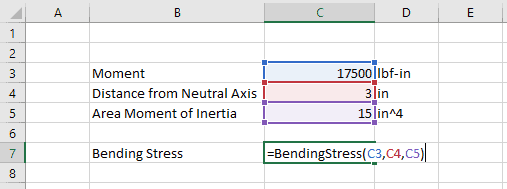 A B C D E
1
2
3 Moment 17500 lbf-in
4 Distance from Neutral Axis 3 in
5 Area Moment of Inertia 15 in^4
6
7 Bending Stress =BendingStress(C3,C4,C5)
8